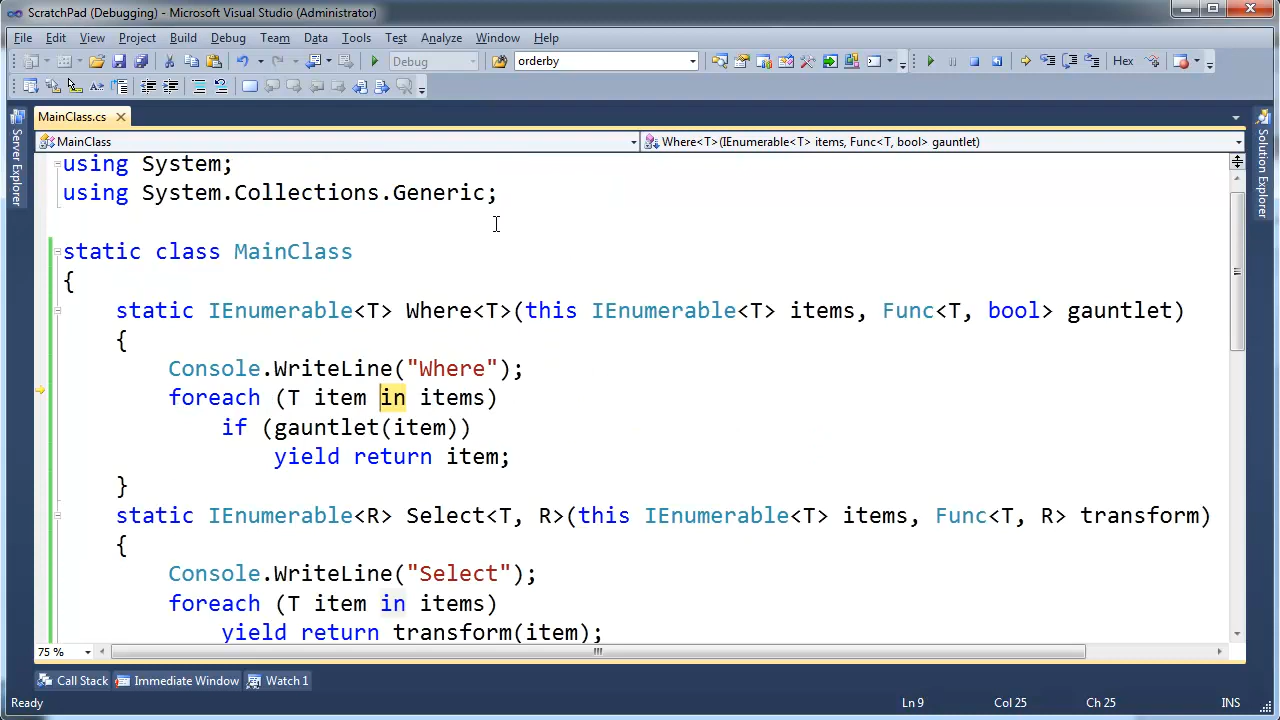 ScratchPad (Debugging) - Microsoft Visual Studio (Administrator)
File Edit View Project Build Debug Team Data Tools Test Analyze Window Help
Debug orderby Hex
MainClass.cs
MainClass Where<T>(IEnumerable<T> items, Func<T, bool> gauntlet)
Server Explorer
Solution Explorer
using System;
using System.Collections.Generic;
static class MainClass
{
static IEnumerable<T> Where<T>(this IEnumerable<T> items, Func<T, bool> gauntlet)
{
Console.WriteLine("Where");
foreach (T item in items)
if (gauntlet(item))
yield return item;
}
static IEnumerable<R> Select<T, R>(this IEnumerable<T> items, Func<T, R> transform)
{
Console.WriteLine("Select");
foreach (T item in items)
yield return transform(item);
75 %
Call Stack Immediate Window Watch 1
Ready Ln 9 Col 25 Ch 25 INS